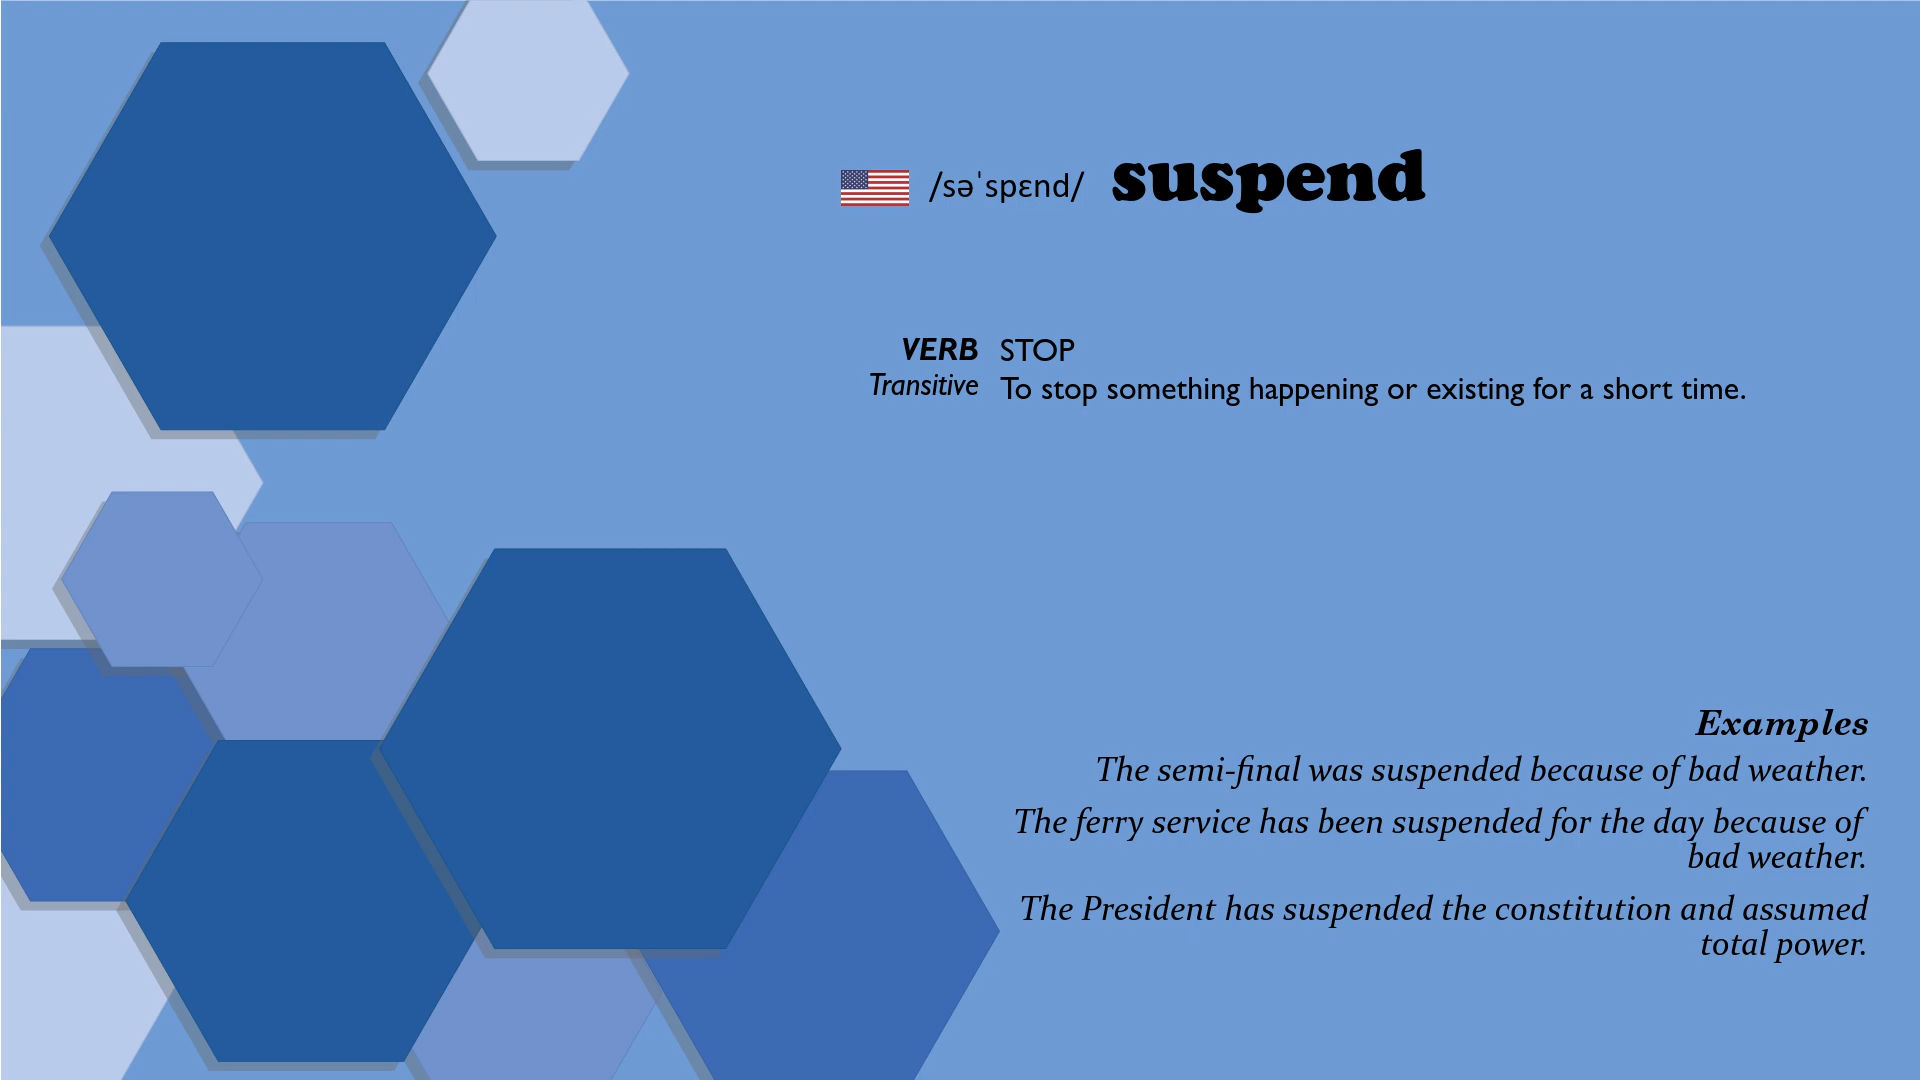 /səˈspɛnd/ suspend
VERB STOP
Transitive To stop something happening or existing for a short time.
Examples
The semi-final was suspended because of bad weather.
The ferry service has been suspended for the day because of
bad weather.
The President has suspended the constitution and assumed
total power.